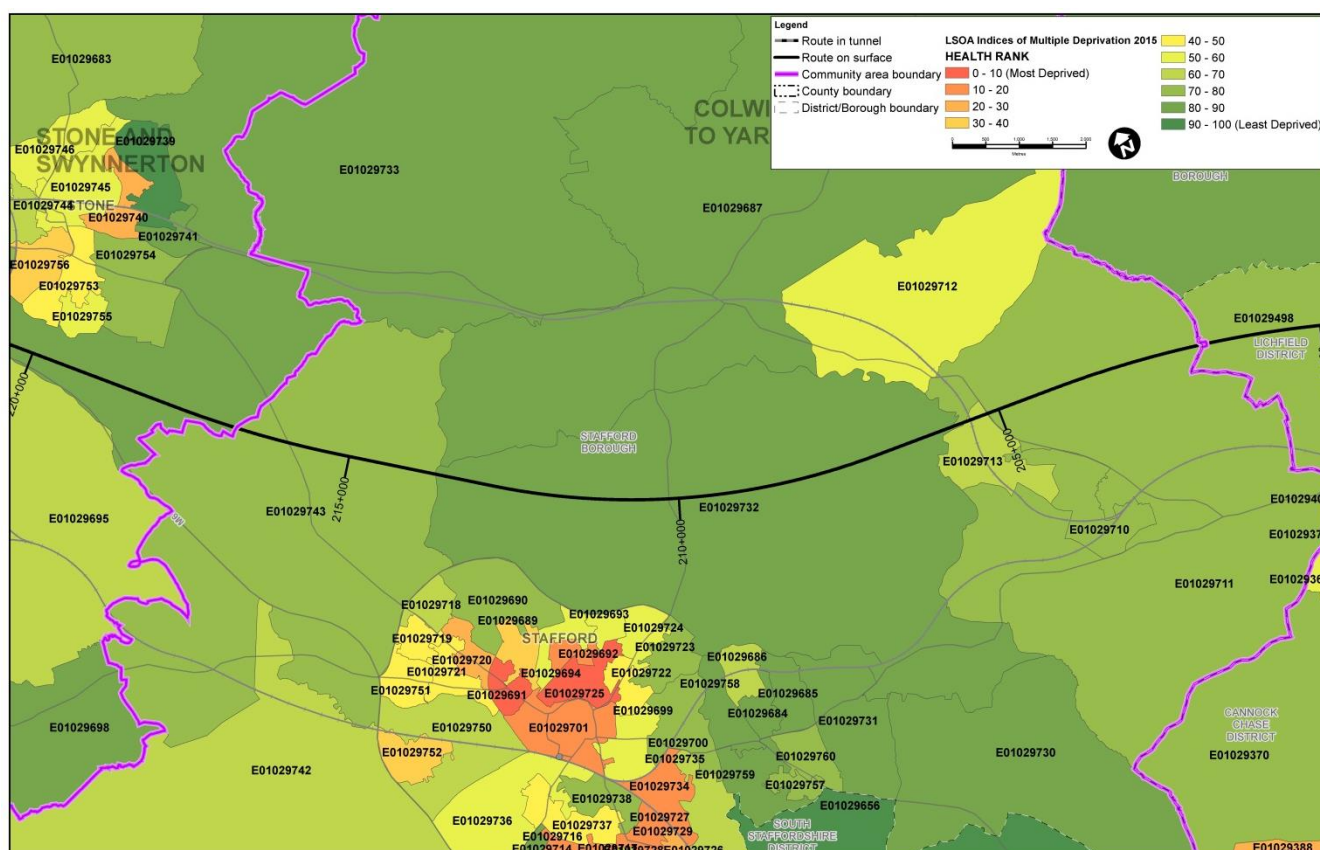 Legend
Route in tunnel
Route on surface
Community area boundary
County boundary
District/Borough boundary
LSOA Indices of Multiple Deprivation 2015
HEALTH RANK
0 - 10 (Most Deprived)
10 - 20
20 - 30
30 - 40
40 - 50
50 - 60
60 - 70
70 - 80
80 - 90
90 - 100 (Least Deprived)
Metres
N
E01029683
COLWI
TO YAR
STONE AND
SWYNNERTON
E01029739
E01029746
E01029733
BOROUGH
E01029745
E01029744
STONE
E01029740
E01029687
E01029741
E01029754
E01029756
E01029753
E01029712
E01029755
E01029498
LICHFIELD
DISTRICT
220+000
STAFFORD
BOROUGH
E01029713
205+000
215+000
E01029743
E01029695
M6
E01029732
210+000
E0102940
E01029710
E0102937
E01029711
E0102936
E01029718
E01029690
E01029689
E01029693
STAFFORD
E01029724
E01029719
E01029692
E01029723
E01029720
E01029721
E01029694
E01029722
E01029686
E01029758
E01029685
E01029751
E01029691
E01029725
E01029699
E01029684
E01029731
E01029698
E01029750
E01029701
CANNOCK
CHASE
DISTRICT
E01029752
E01029700
E01029735
E01029760
E01029730
E01029370
E01029742
E01029759
E01029734
E01029757
E01029738
E01029656
E01029736
E01029737
E01029727
E01029716
E01029729
SOUTH
STAFFORDSHIRE
DISTRICT
E01029714
E01029388